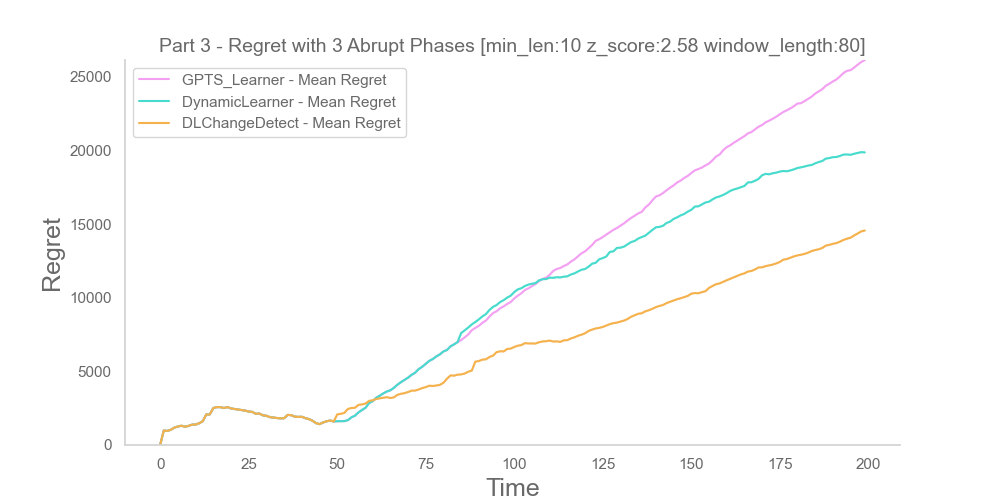 Part 3 - Regret with 3 Abrupt Phases [min_len:10 z_score:2.58 window_length:80]
GPTS_Learner - Mean Regret
DynamicLearner - Mean Regret
DLChangeDetect - Mean Regret
25000
20000
15000
10000
5000
0
Regret
0 25 50 75 100 125 150 175 200
Time